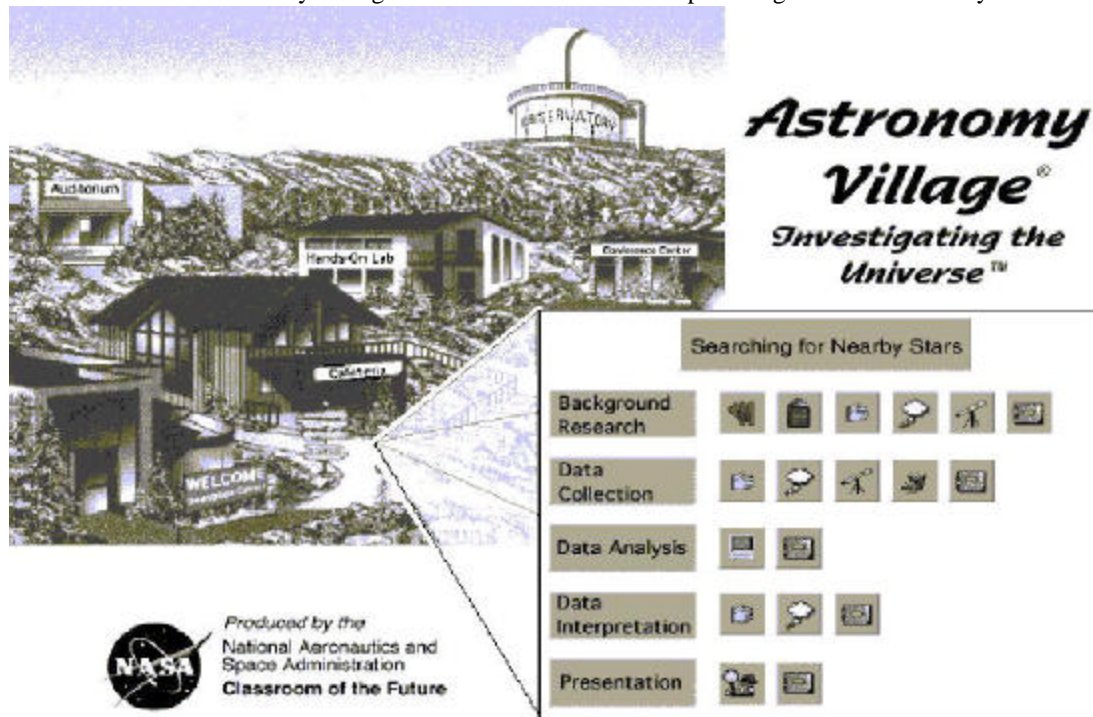 OBSERVATORY
Auditorium
Hands-On Lab
Conference Center
Cafeteria
WELCOME
Astronomy
Village®
Investigating the
Universe™
Searching for Nearby Stars
Background
Research
Data
Collection
Data Analysis
Data
Interpretation
Presentation
NASA
Produced by the
National Aeronautics and
Space Administration
Classroom of the Future